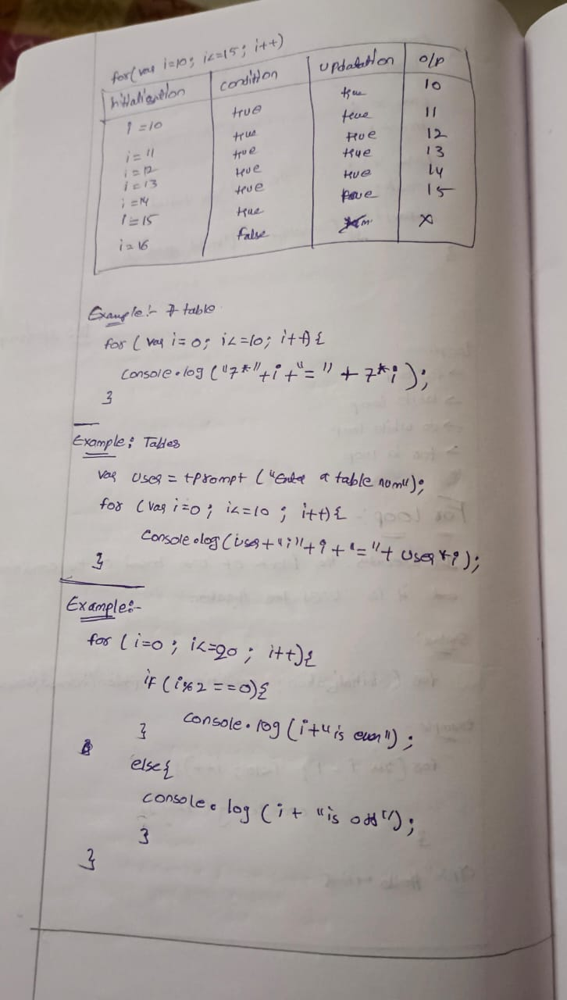 for(var i=10; i<=15; i++)
Initialization condition updatation o/p
i=10 true true 10
i=11 true true 11
i=12 true true 12
i=13 true true 13
i=14 true true 14
i=15 true true 15
i=16 false x
Example:- 7 table
for (var i=0; i<=10; i++){
console.log ("7*"+i+"=" + 7*i);
}
Example: Tables
var user = +prompt ("Enter a table num");
for (var i=0; i<=10; i++){
console.log(user+"i"+i+"="+user*i);
}
Example:-
for (i=0; i<=20; i++){
if (i%2==0){
console.log (i+"is even");
}
else{
console.log (i+ "is odd");
}
}